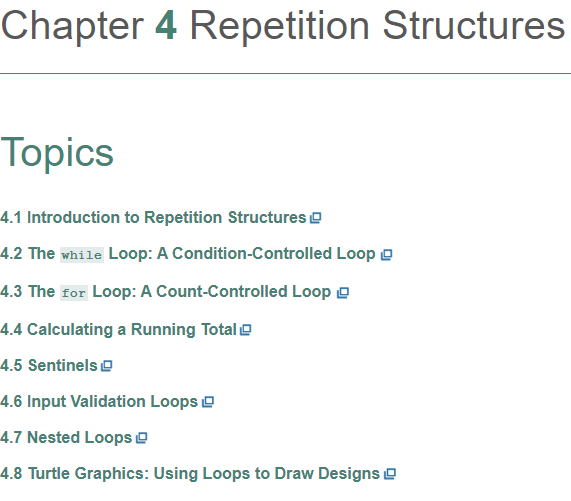 Chapter 4 Repetition Structures
Topics
4.1 Introduction to Repetition Structures
4.2 The while Loop: A Condition-Controlled Loop
4.3 The for Loop: A Count-Controlled Loop
4.4 Calculating a Running Total
4.5 Sentinels
4.6 Input Validation Loops
4.7 Nested Loops
4.8 Turtle Graphics: Using Loops to Draw Designs